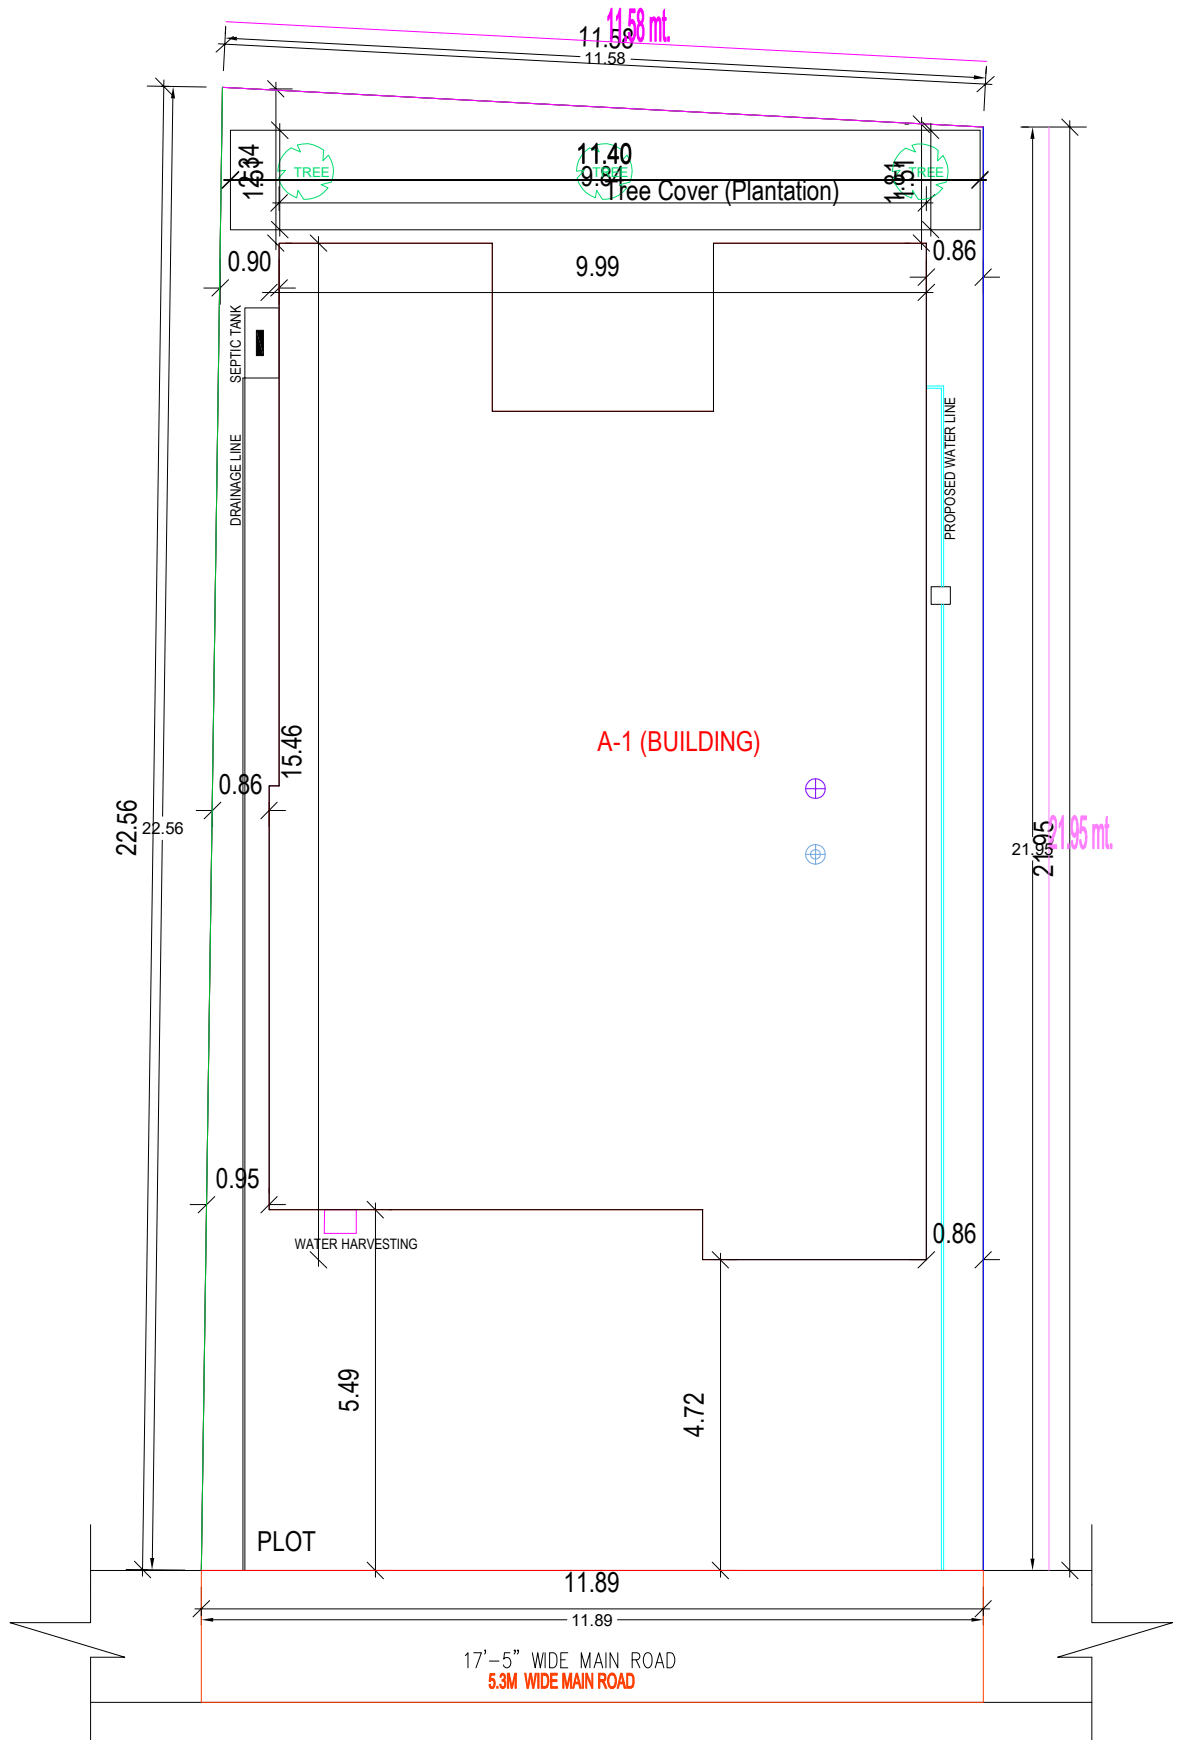 11.58 mt.
11.58
11.58
TREE
TREE
TREE
11.40
9.84
Tree Cover (Plantation)
2.34
1.51
1.81
1.51
0.90
9.99
0.86
SEPTIC TANK
DRAINAGE LINE
PROPOSED WATER LINE
15.46
A-1 (BUILDING)
0.86
22.56
22.56
21.95
21.95
21.95 mt.
0.95
0.86
WATER HARVESTING
5.49
4.72
PLOT
11.89
11.89
17'-5" WIDE MAIN ROAD
5.3M WIDE MAIN ROAD